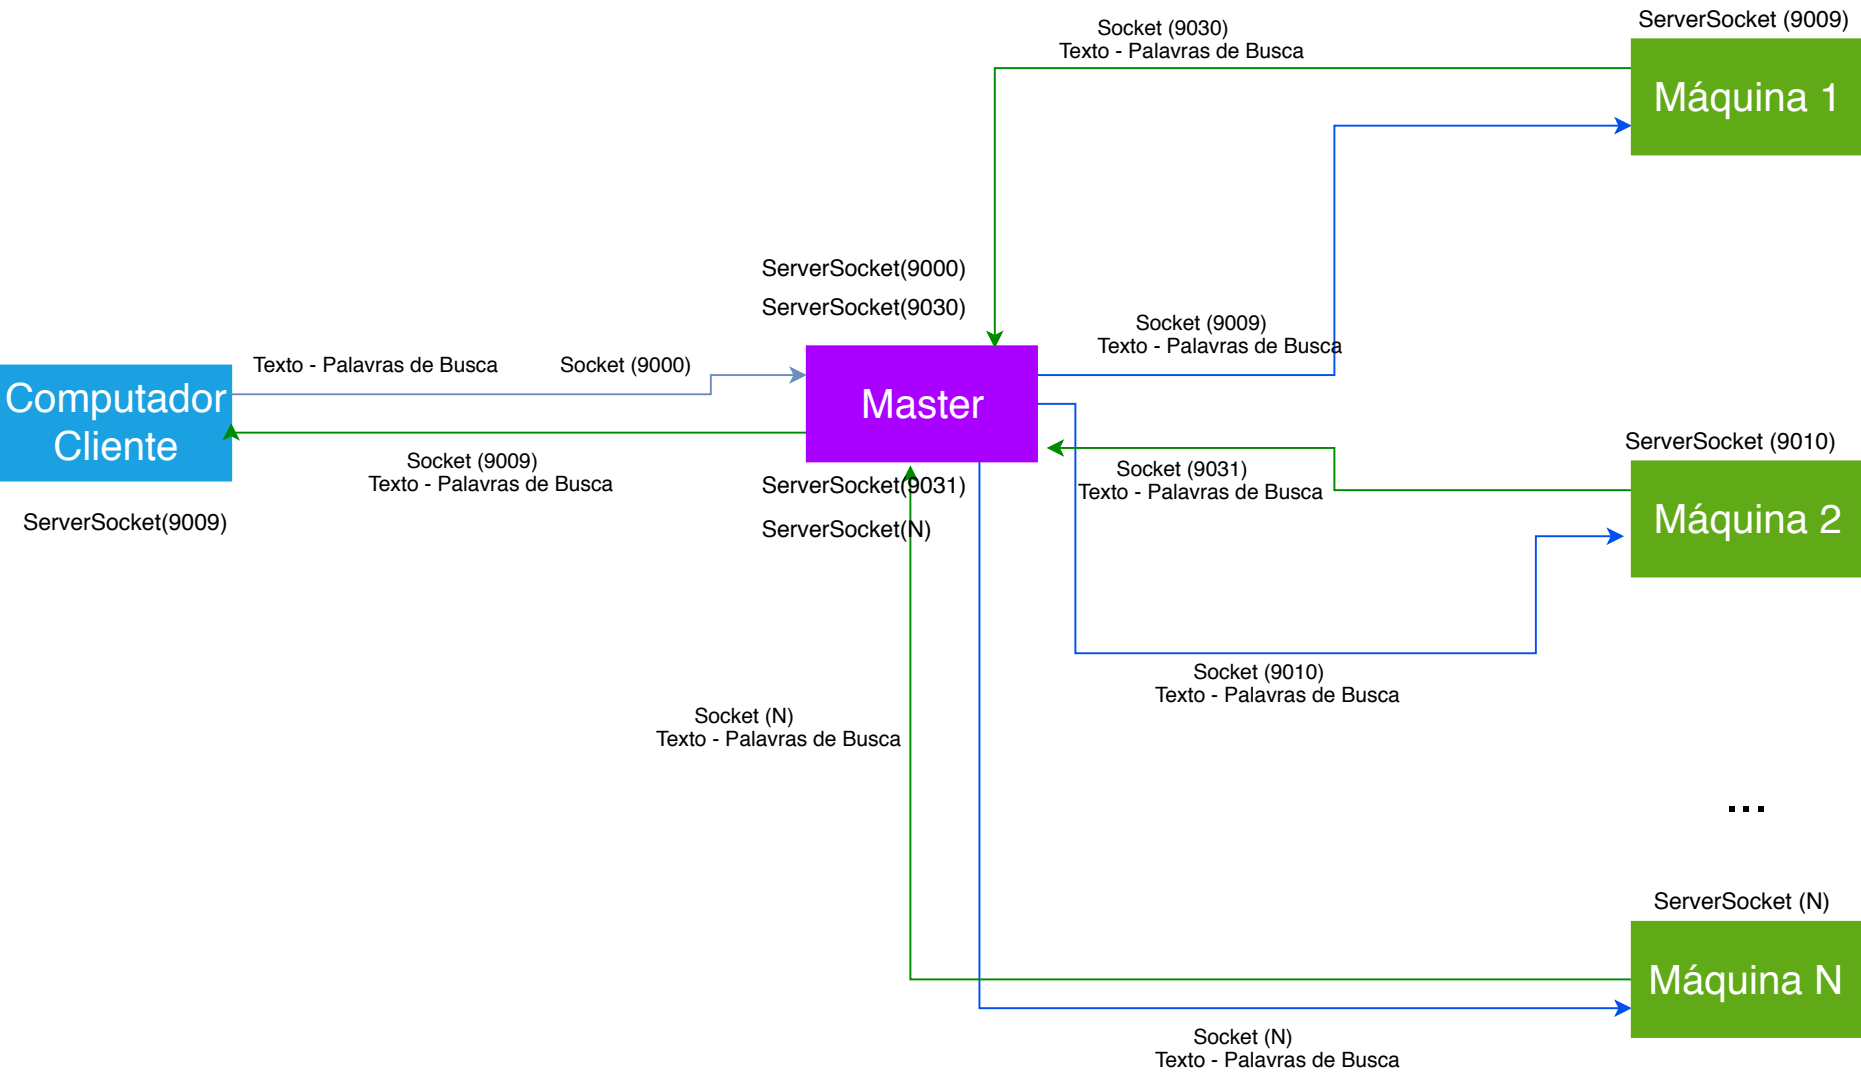 ServerSocket (9009)
Socket (9030)
Texto - Palavras de Busca
Máquina 1
ServerSocket(9000)
ServerSocket(9030)
Socket (9009)
Texto - Palavras de Busca
Texto - Palavras de Busca
Socket (9000)
Computador
Cliente
Master
ServerSocket (9010)
Socket (9009)
Texto - Palavras de Busca
ServerSocket(9031)
Socket (9031)
Texto - Palavras de Busca
Máquina 2
ServerSocket(9009)
ServerSocket(N)
Socket (9010)
Texto - Palavras de Busca
Socket (N)
Texto - Palavras de Busca
...
ServerSocket (N)
Máquina N
Socket (N)
Texto - Palavras de Busca